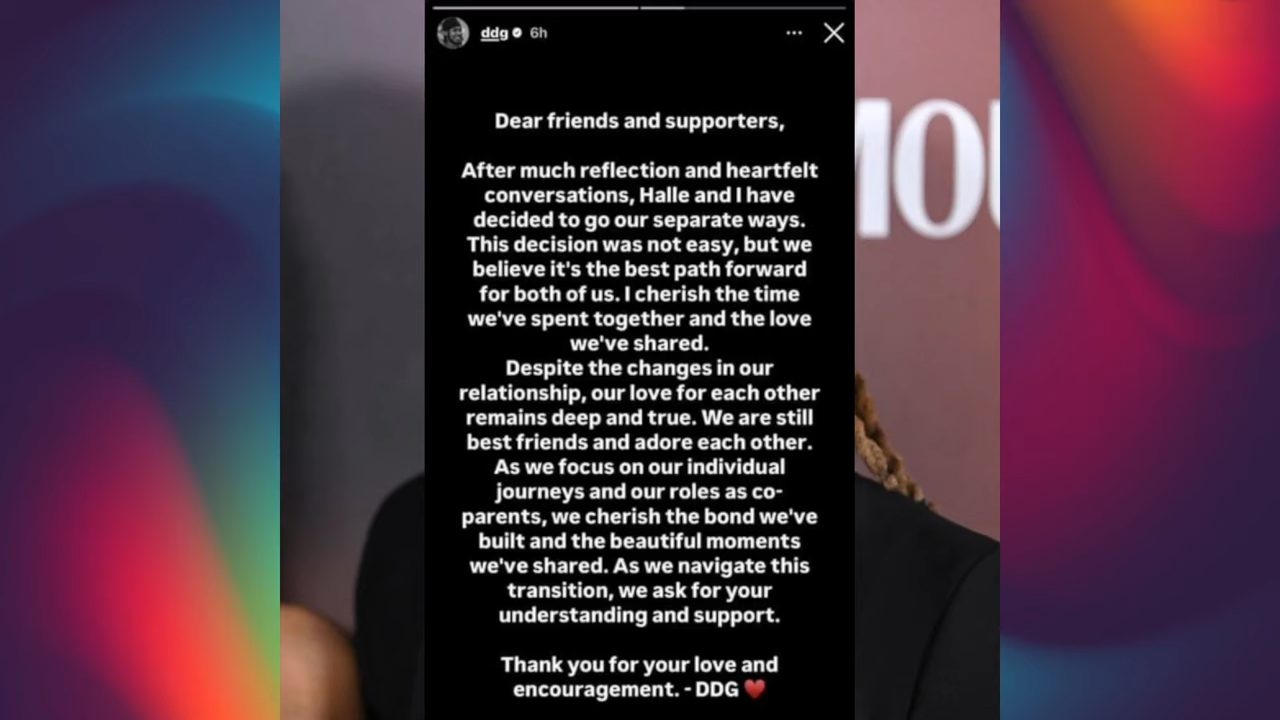 ddg 6h
Dear friends and supporters,
After much reflection and heartfelt
conversations, Halle and I have
decided to go our separate ways.
This decision was not easy, but we
believe it's the best path forward
for both of us. I cherish the time
we've spent together and the love
we've shared.
Despite the changes in our
relationship, our love for each other
remains deep and true. We are still
best friends and adore each other.
As we focus on our individual
journeys and our roles as co-
parents, we cherish the bond we've
built and the beautiful moments
we've shared. As we navigate this
transition, we ask for your
understanding and support.
Thank you for your love and
encouragement. - DDG ❤️